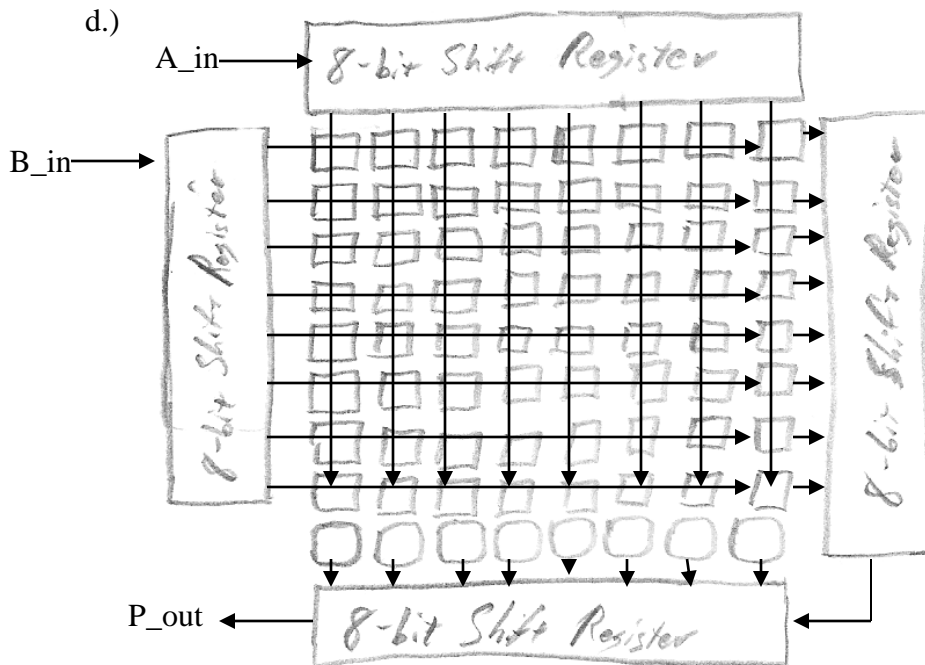 d.)
A_in
8-bit Shift Register
B_in
8-bit Shift Register
8-bit Shift Register
P_out
8-bit Shift Register